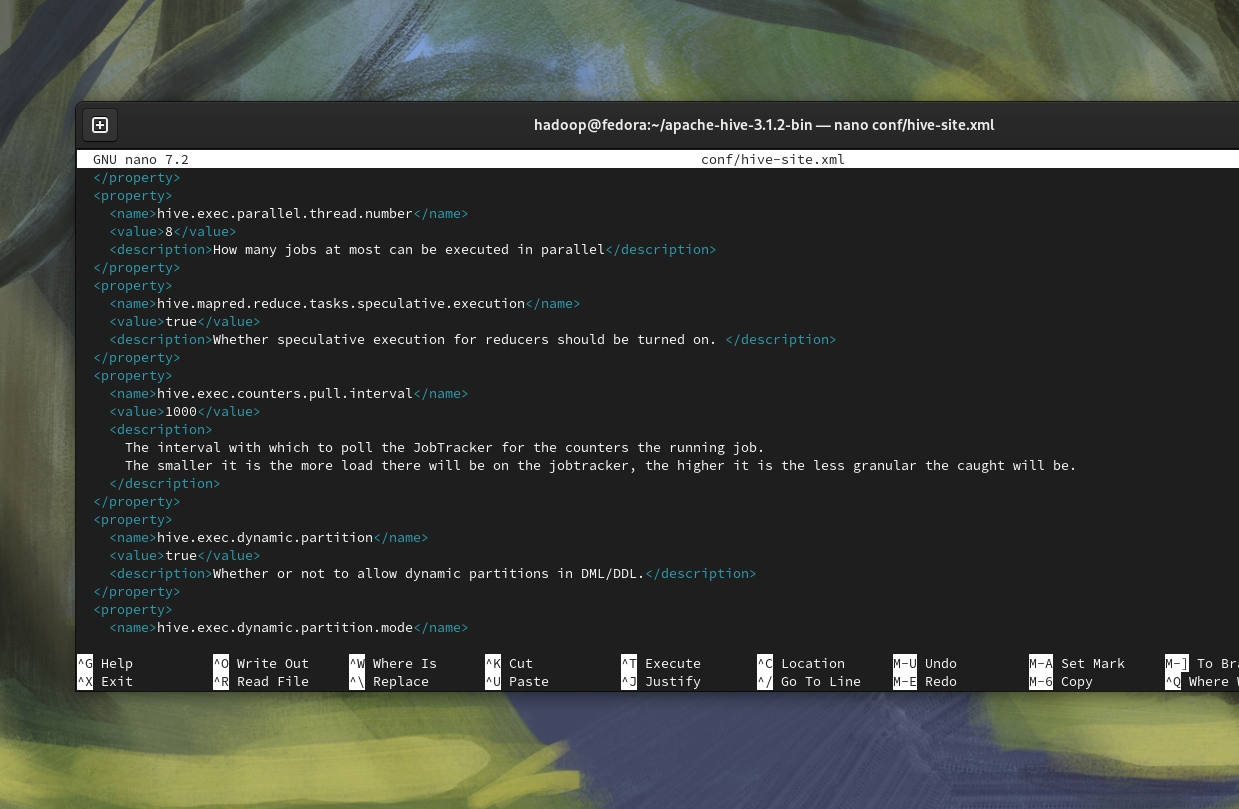 hadoop@fedora:~/apache-hive-3.1.2-bin — nano conf/hive-site.xml
GNU nano 7.2 conf/hive-site.xml
</property>
<property>
<name>hive.exec.parallel.thread.number</name>
<value>8</value>
<description>How many jobs at most can be executed in parallel</description>
</property>
<property>
<name>hive.mapred.reduce.tasks.speculative.execution</name>
<value>true</value>
<description>Whether speculative execution for reducers should be turned on. </description>
</property>
<property>
<name>hive.exec.counters.pull.interval</name>
<value>1000</value>
<description>
The interval with which to poll the JobTracker for the counters the running job.
The smaller it is the more load there will be on the jobtracker, the higher it is the less granular the caught will be.
</description>
</property>
<property>
<name>hive.exec.dynamic.partition</name>
<value>true</value>
<description>Whether or not to allow dynamic partitions in DML/DDL.</description>
</property>
<property>
<name>hive.exec.dynamic.partition.mode</name>
^G Help ^O Write Out ^W Where Is ^K Cut ^T Execute ^C Location M-U Undo M-A Set Mark M-] To
^X Exit ^R Read File ^\ Replace ^U Paste ^J Justify ^/ Go To Line M-E Redo M-6 Copy ^Q Where